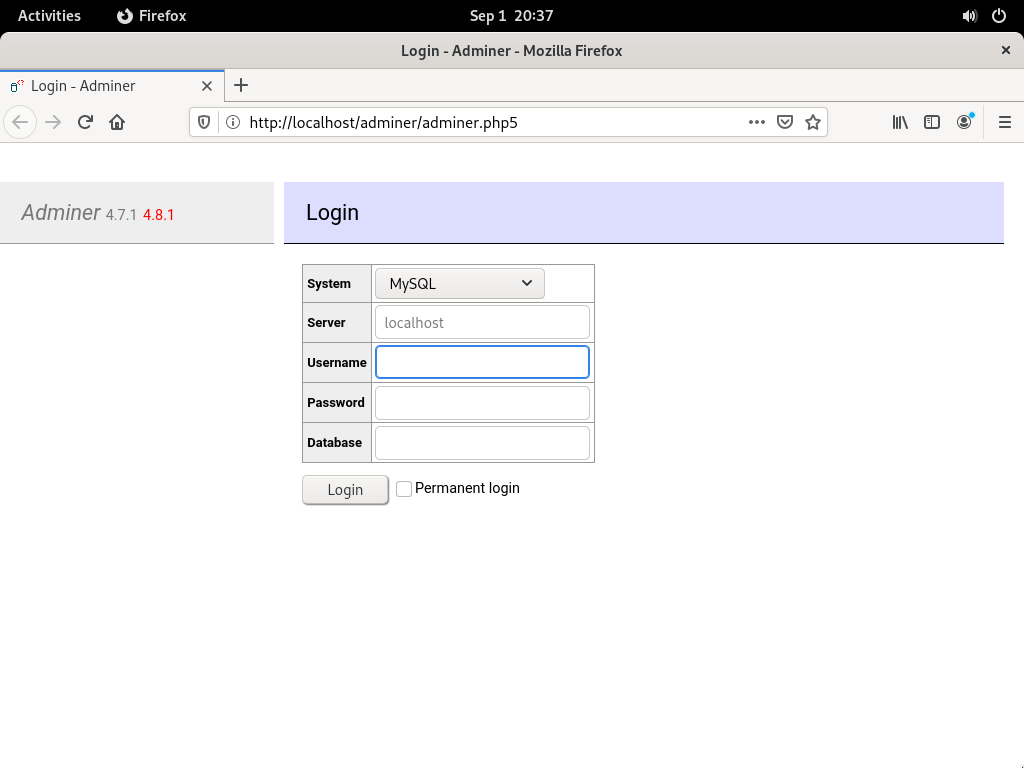 Activities Firefox Sep 1 20:37
Login - Adminer - Mozilla Firefox
Login - Adminer
http://localhost/adminer/adminer.php5
Adminer 4.7.1 4.8.1
Login
System MySQL
Server localhost
Username
Password
Database
Login Permanent login